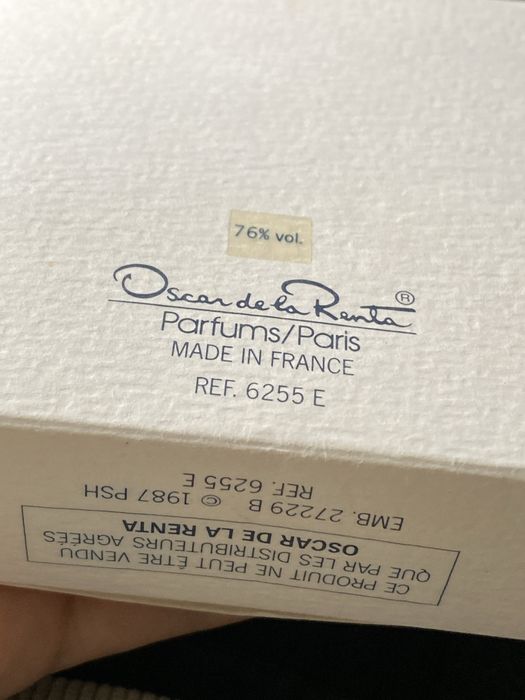 76% vol.
Oscar de la Renta ®
Parfums/Paris
MADE IN FRANCE
REF. 6255 E
CE PRODUIT NE PEUT ÊTRE VENDU
QUE PAR LES DISTRIBUTEURS AGRÉÉS
OSCAR DE LA RENTA
EMB. 27229 B © 1987 PSH
REF. 6255 E